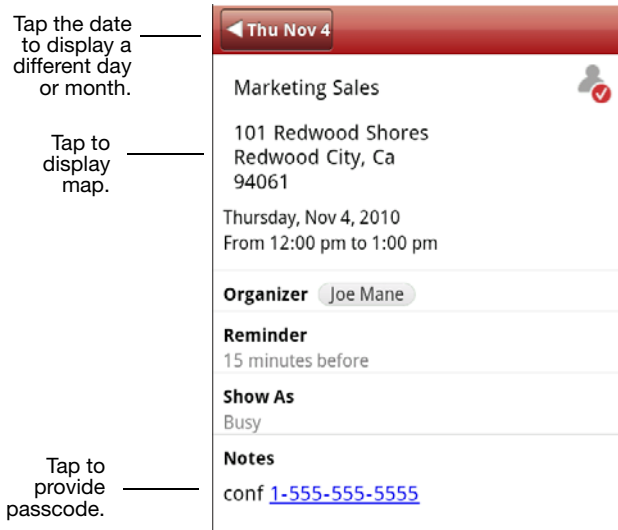 Tap the date
to display a
different day
or month.
Thu Nov 4
Marketing Sales
Tap to
display
map.
101 Redwood Shores
Redwood City, Ca
94061
Thursday, Nov 4, 2010
From 12:00 pm to 1:00 pm
Organizer Joe Mane
Reminder
15 minutes before
Show As
Busy
Notes
Tap to
provide
passcode.
conf 1-555-555-5555